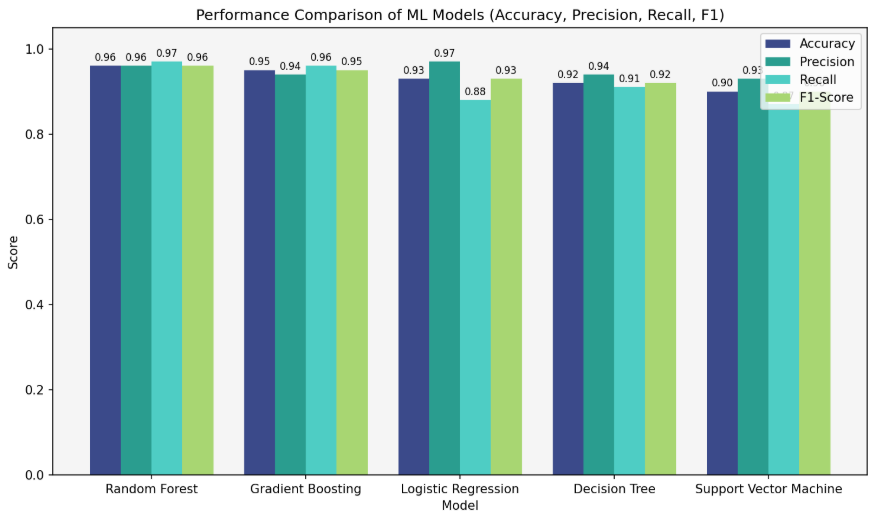 Performance Comparison of ML Models (Accuracy, Precision, Recall, F1)
Accuracy
Precision
Recall
F1-Score
0.96 0.96 0.97 0.96
0.95 0.94 0.96 0.95
0.93 0.97 0.88 0.93
0.92 0.94 0.91 0.92
0.90 0.93
1.0
0.8
0.6
0.4
0.2
0.0
Score
Random Forest
Gradient Boosting
Logistic Regression
Decision Tree
Support Vector Machine
Model